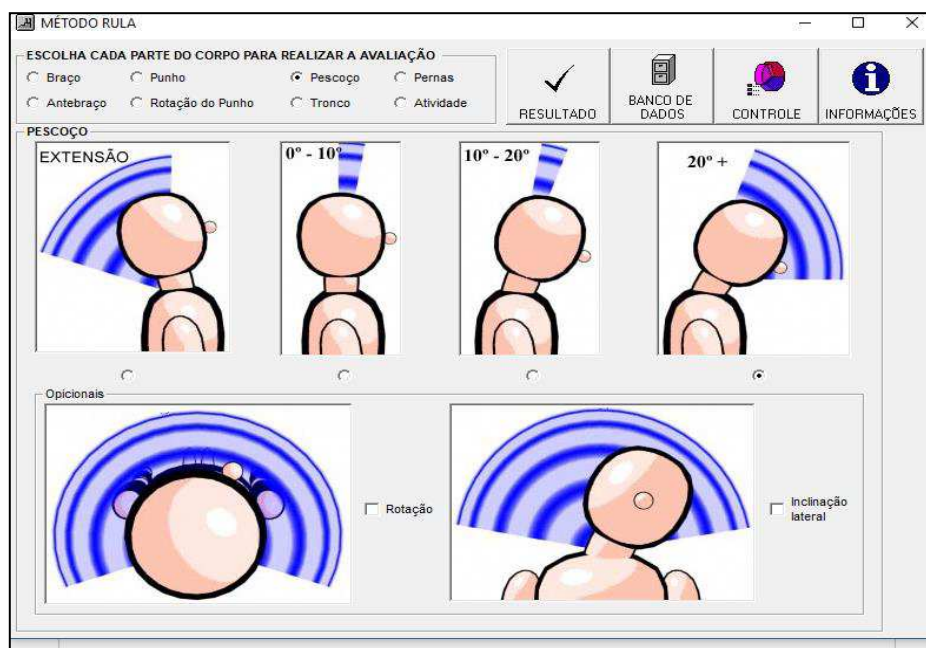 MÉTODO RULA
ESCOLHA CADA PARTE DO CORPO PARA REALIZAR A AVALIAÇÃO
Braço Punho Pescoço Pernas
Antebraço Rotação do Punho Tronco Atividade
RESULTADO
BANCO DE
DADOS
CONTROLE
INFORMAÇÕES
PESCOÇO
EXTENSÃO
0º - 10º
10º - 20º
20º +
Opicionais
Rotação
Inclinação
lateral